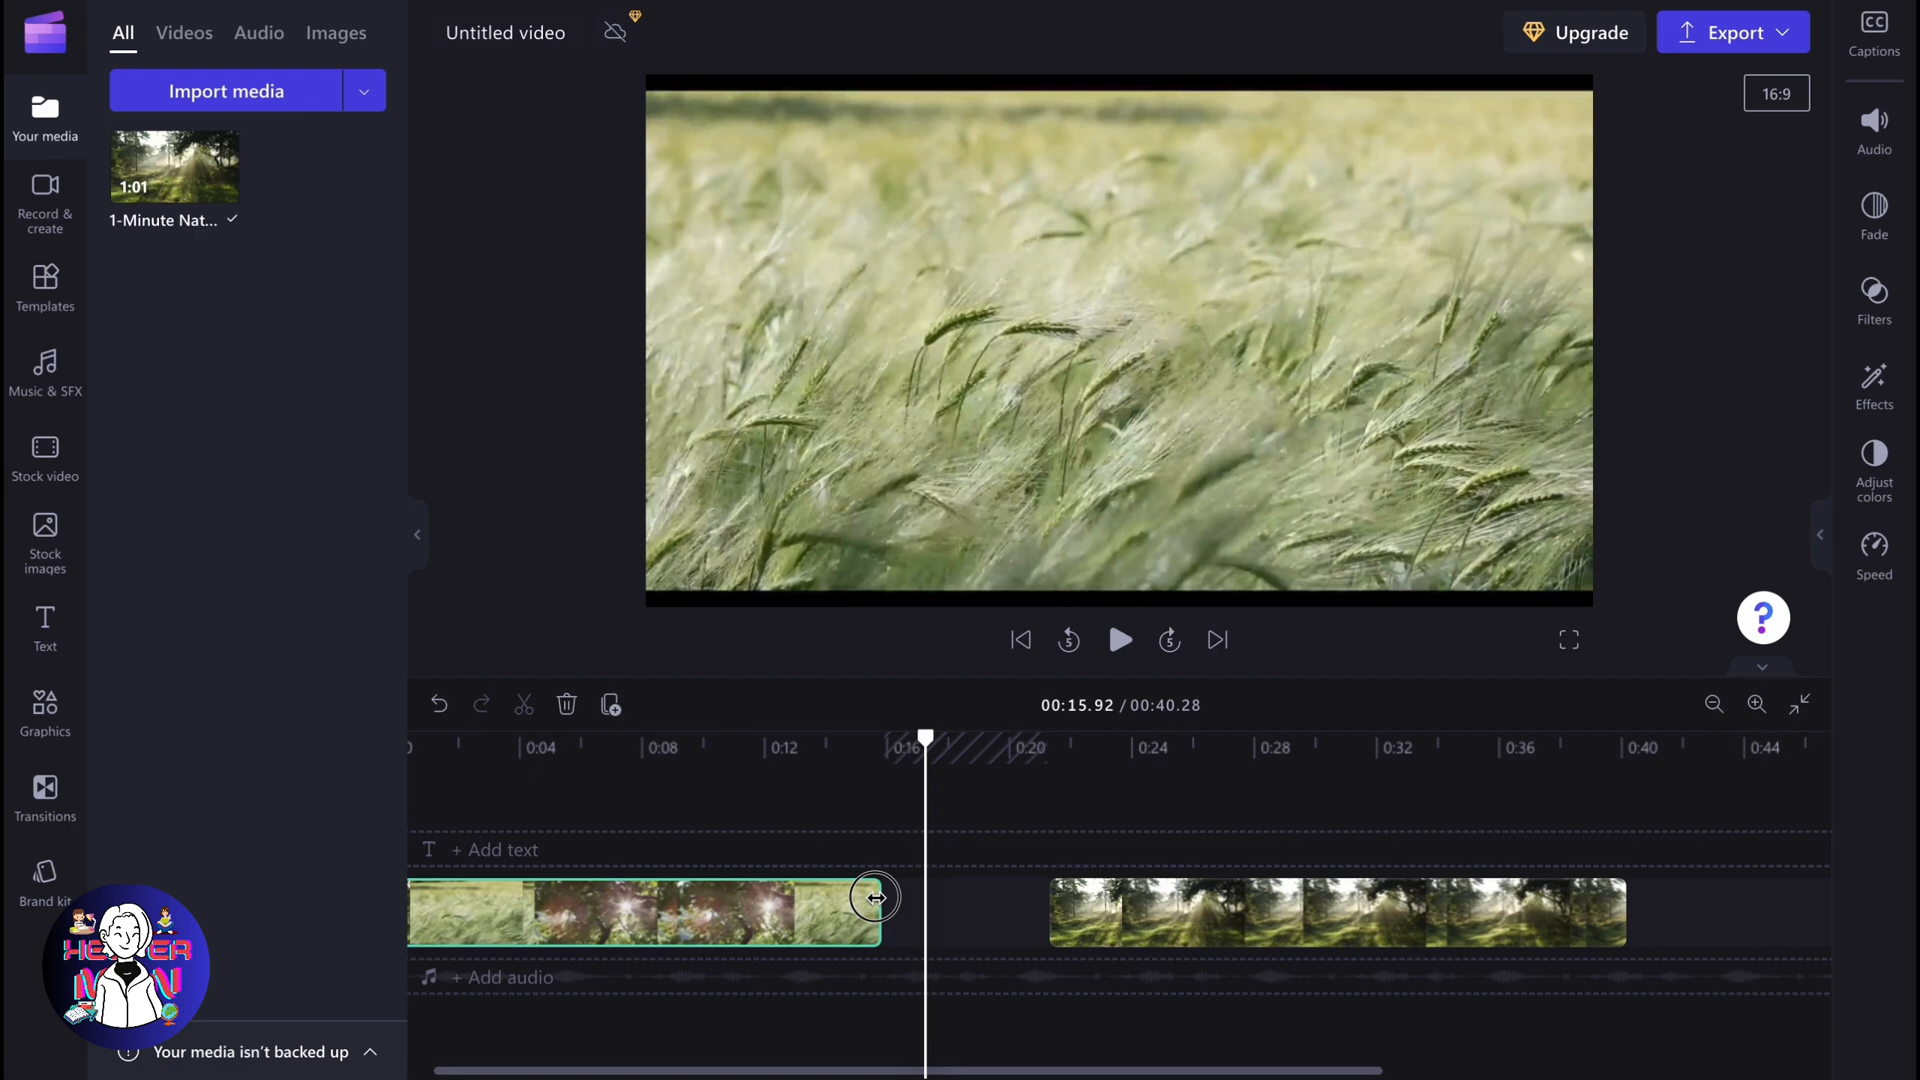 All Videos Audio Images
Untitled video
Upgrade
Export
Captions
Import media
16:9
Your media
1:01
1-Minute Nat...
Audio
Record &
create
Fade
Templates
Filters
Music & SFX
Effects
Stock video
Adjust
colors
Stock
images
Speed
Text
?
5
5
Graphics
00:15.92 / 00:40.28
0 0:04 0:08 0:12 0:16 0:20 0:24 0:28 0:32 0:36 0:40 0:44
Transitions
T + Add text
Brand kit
+ Add audio
Your media isn't backed up